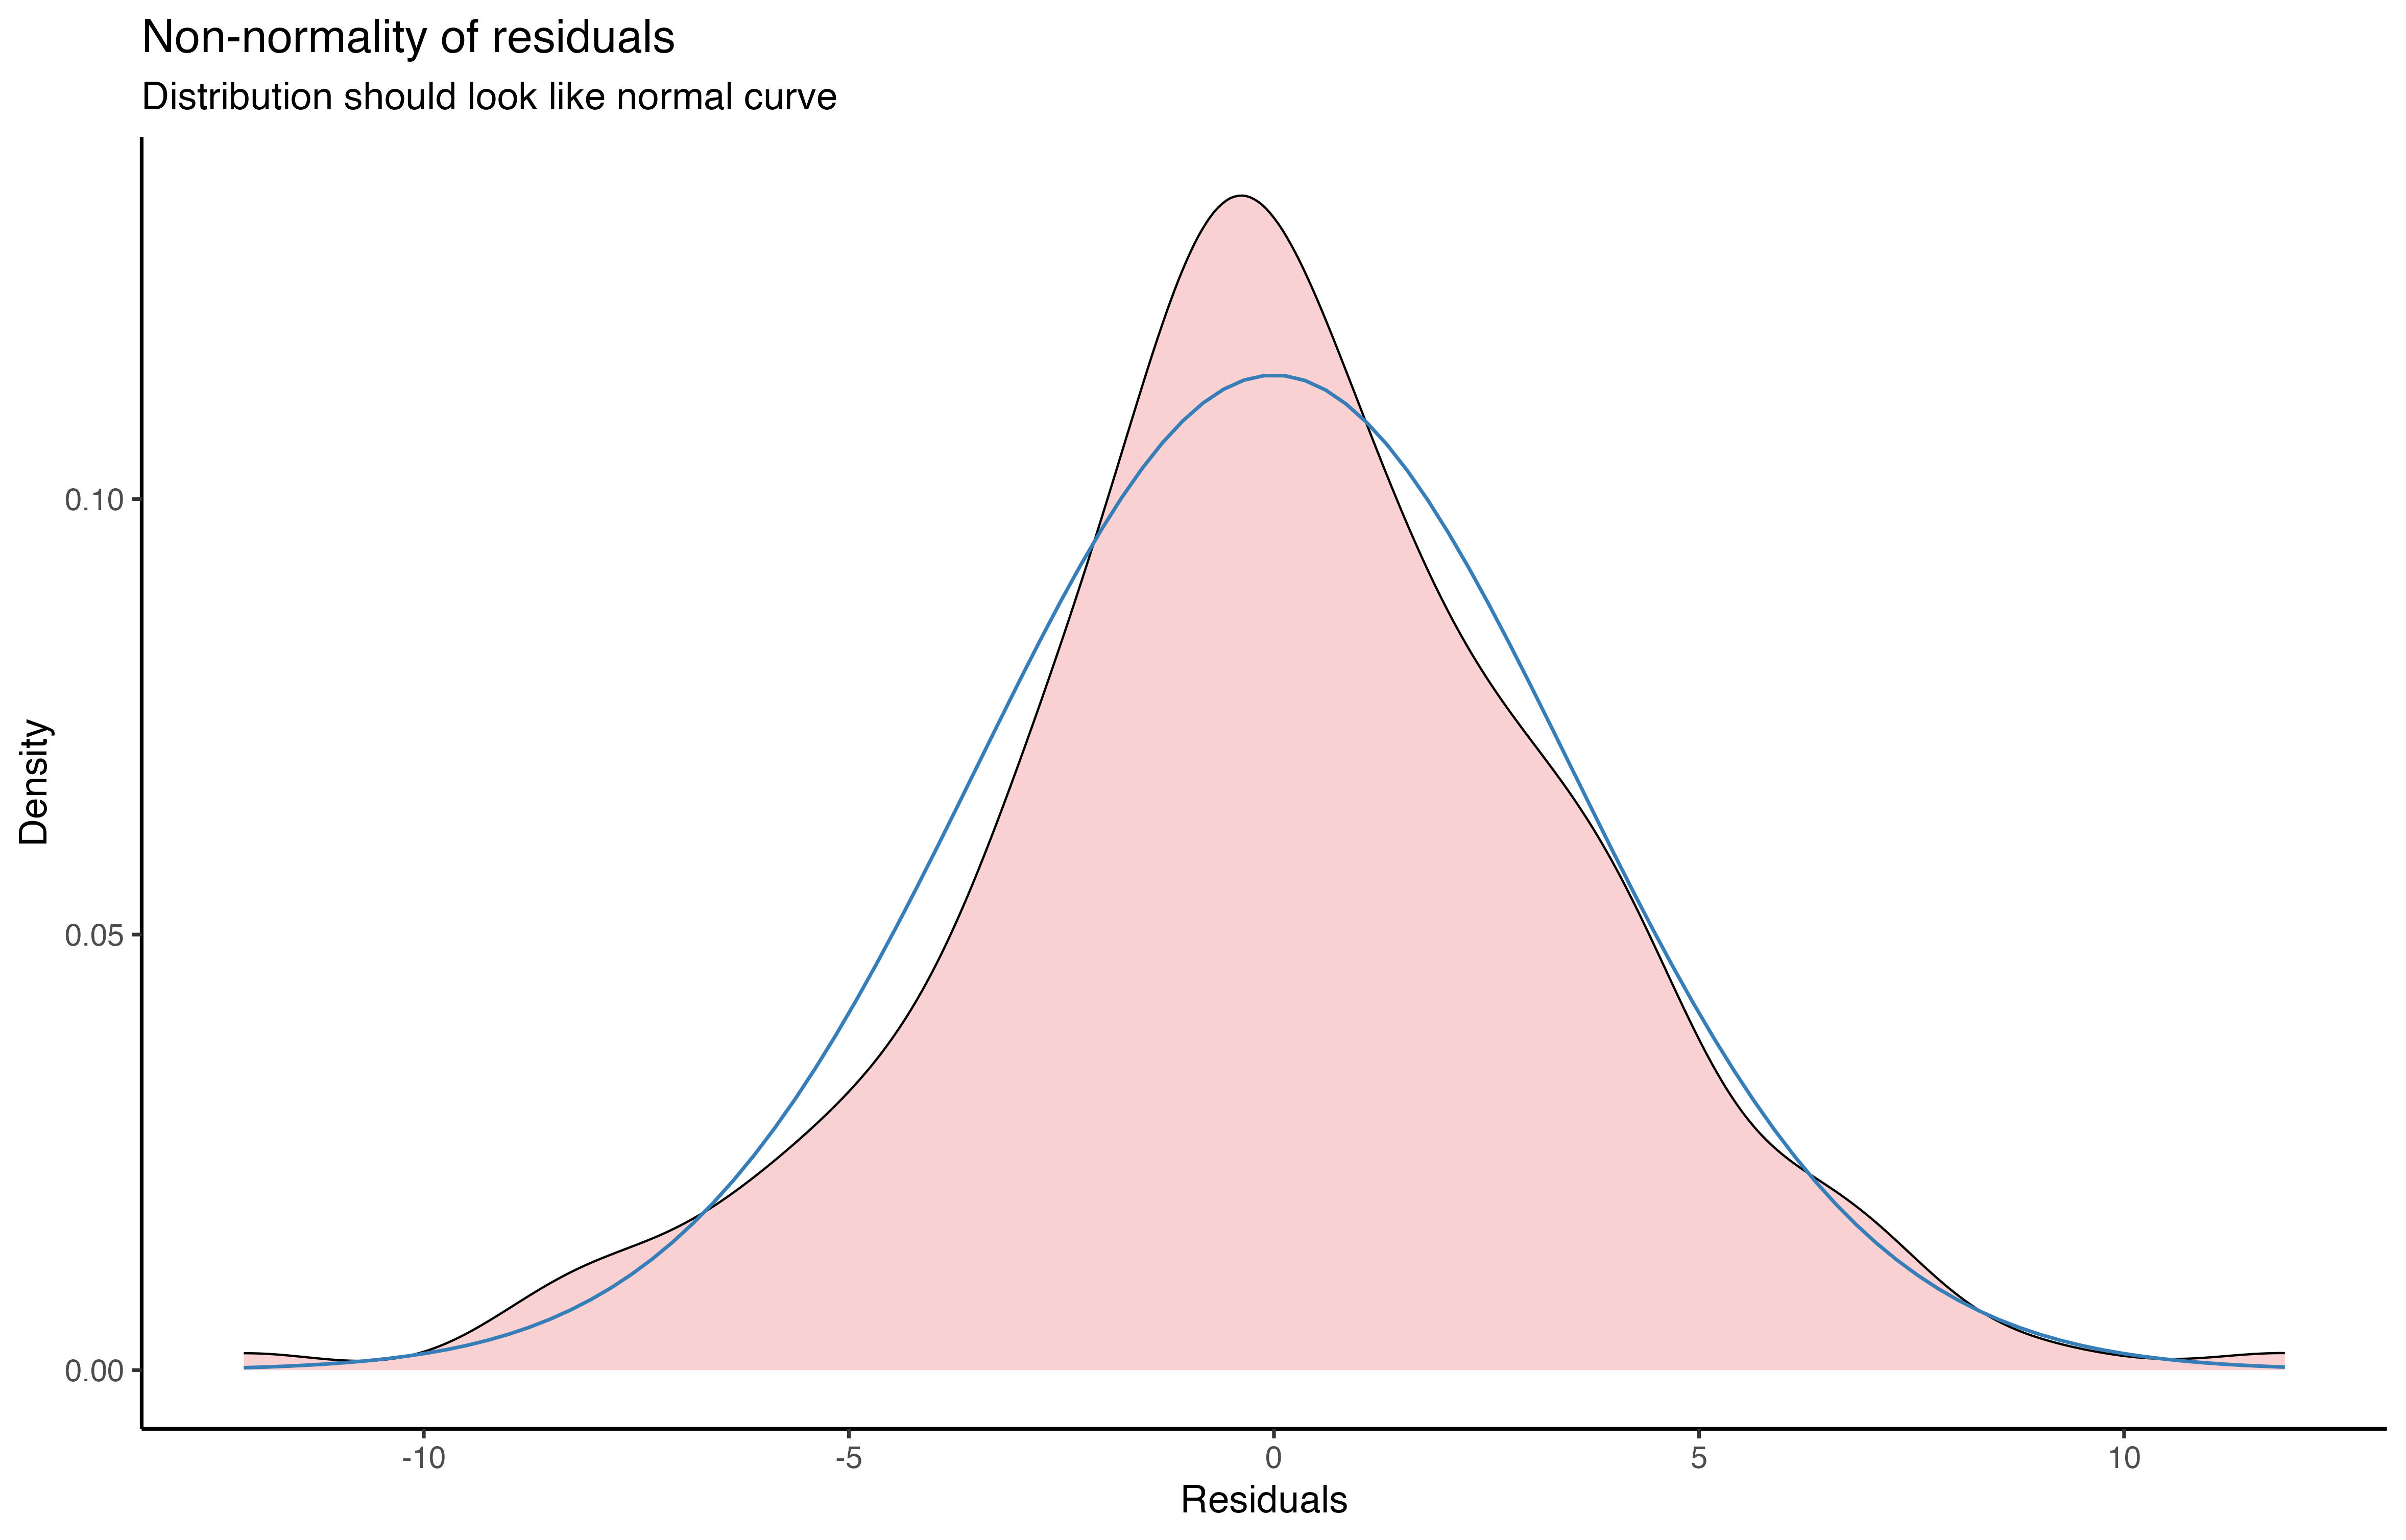 Non-normality of residuals
Distribution should look like normal curve
Density
0.10
0.05
0.00
-10
-5
0
5
10
Residuals